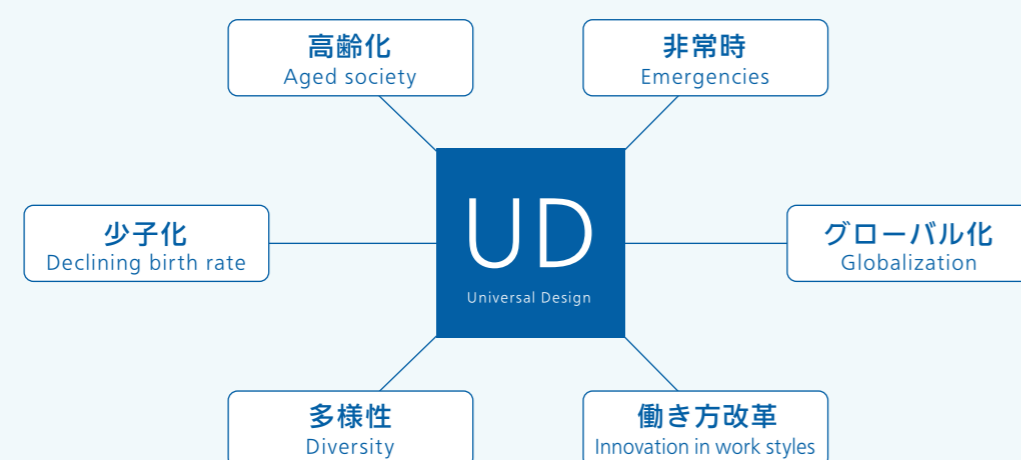 高齢化
Aged society
非常時
Emergencies
少子化
Declining birth rate
UD
Universal Design
グローバル化
Globalization
多様性
Diversity
働き方改革
Innovation in work styles